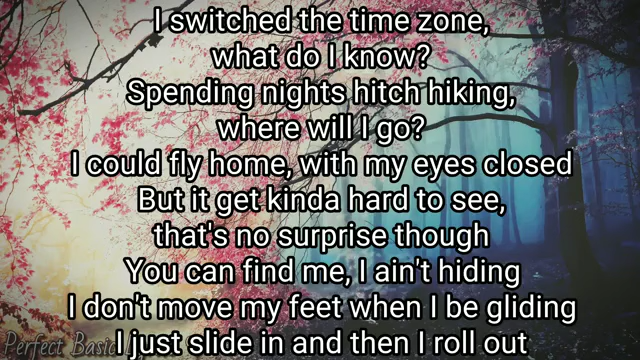 I switched the time zone,
what do I know?
Spending nights hitch hiking,
where will I go?
I could fly home, with my eyes closed
But it get kinda hard to see,
that's no surprise though
You can find me, I ain't hiding
I don't move my feet when I be gliding
I just slide in and then I roll out
Perfect Basic